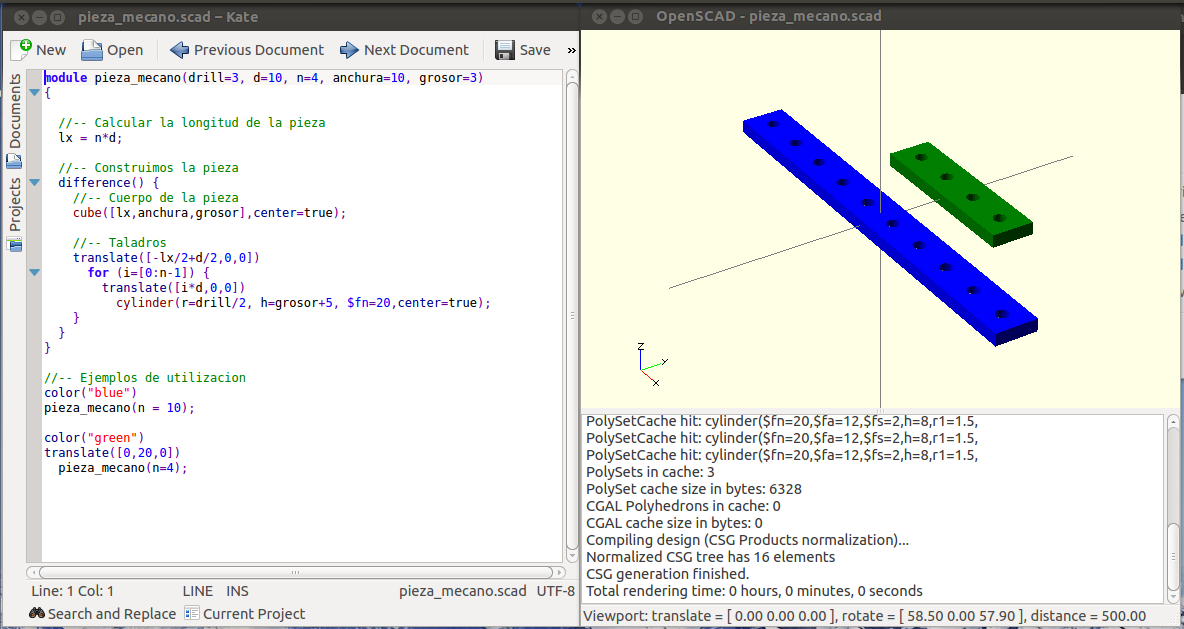 pieza_mecano.scad – Kate
New Open Previous Document Next Document Save »
Documents
Projects
module pieza_mecano(drill=3, d=10, n=4, anchura=10, grosor=3)
{
//-- Calcular la longitud de la pieza
lx = n*d;
//-- Construimos la pieza
difference() {
//-- Cuerpo de la pieza
cube([lx,anchura,grosor],center=true);
//-- Taladros
translate([-lx/2+d/2,0,0])
for (i=[0:n-1]) {
translate([i*d,0,0])
cylinder(r=drill/2, h=grosor+5, $fn=20,center=true);
}
}
}
//-- Ejemplos de utilizacion
color("blue")
pieza_mecano(n = 10);
color("green")
translate([0,20,0])
pieza_mecano(n=4);
Line: 1 Col: 1 LINE INS pieza_mecano.scad UTF-8
Search and Replace Current Project
OpenSCAD - pieza_mecano.scad
Z
Y
X
PolySetCache hit: cylinder($fn=20,$fa=12,$fs=2,h=8,r1=1.5,
PolySetCache hit: cylinder($fn=20,$fa=12,$fs=2,h=8,r1=1.5,
PolySetCache hit: cylinder($fn=20,$fa=12,$fs=2,h=8,r1=1.5,
PolySets in cache: 3
PolySet cache size in bytes: 6328
CGAL Polyhedrons in cache: 0
CGAL cache size in bytes: 0
Compiling design (CSG Products normalization)...
Normalized CSG tree has 16 elements
CSG generation finished.
Total rendering time: 0 hours, 0 minutes, 0 seconds
Viewport: translate = [ 0.00 0.00 0.00 ], rotate = [ 58.50 0.00 57.90 ], distance = 500.00